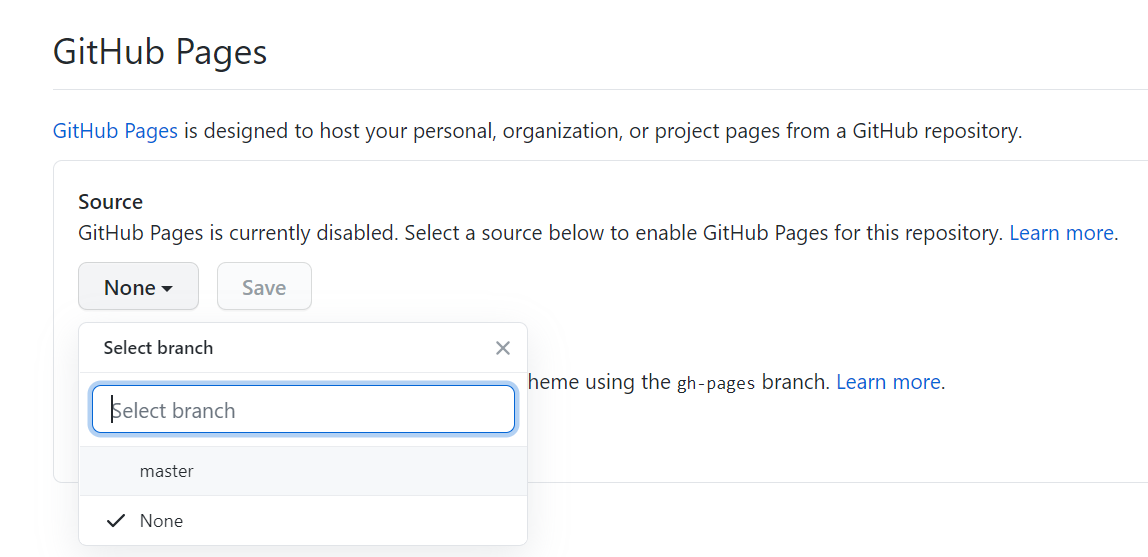 GitHub Pages
GitHub Pages is designed to host your personal, organization, or project pages from a GitHub repository.
Source
GitHub Pages is currently disabled. Select a source below to enable GitHub Pages for this repository. Learn more.
None Save
Select branch
heme using the gh-pages branch. Learn more.
Select branch
master
None